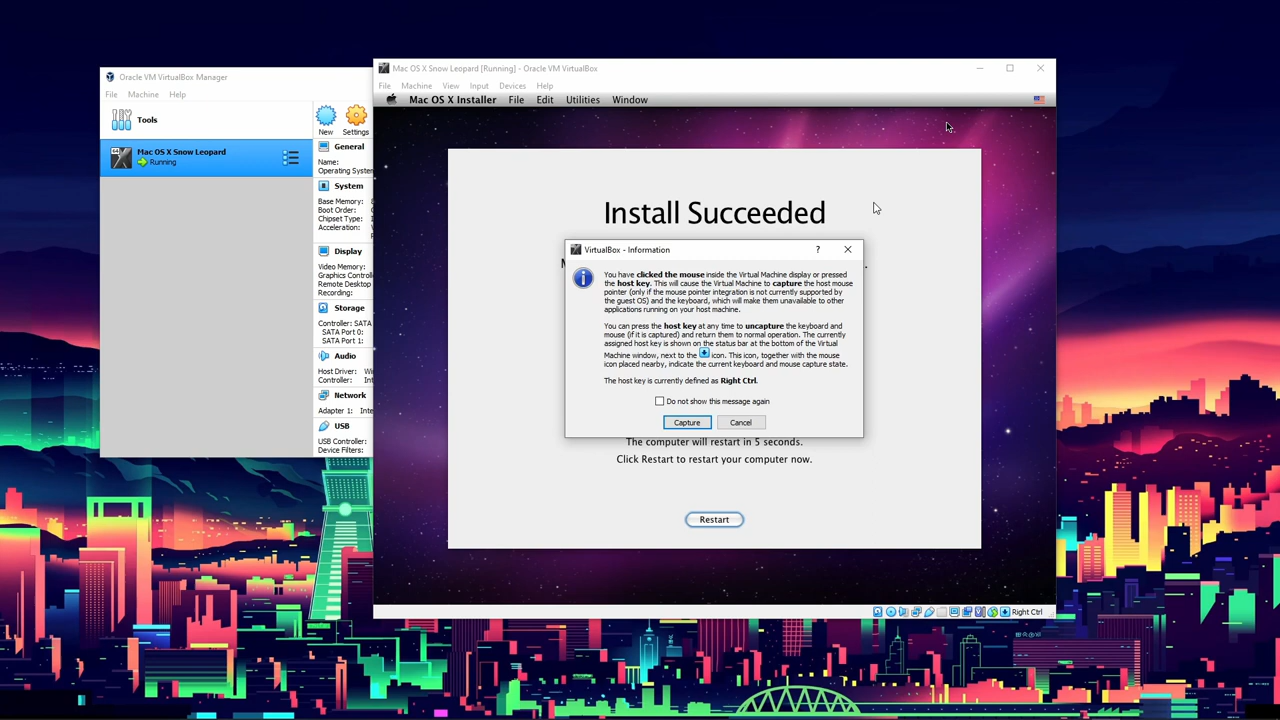 Oracle VM VirtualBox Manager
File Machine Help
Tools
New
Settings
64
Mac OS X Snow Leopard
Running
General
Name:
Operating System
System
Base Memory:
Boot Order:
Chipset Type:
Acceleration:
Display
Video Memory:
Graphics Control
Remote Desktop
Recording:
Storage
Controller: SATA
SATA Port 0:
SATA Port 1:
Audio
Host Driver: Wi
Controller: Int
Network
Adapter 1: Inte
USB
USB Controller:
Device Filters:
Mac OS X Snow Leopard [Running] - Oracle VM VirtualBox
File Machine View Input Devices Help
Mac OS X Installer File Edit Utilities Window
Install Succeeded
VirtualBox - Information
?
You have clicked the mouse inside the Virtual Machine display or pressed
the host key. This will cause the Virtual Machine to capture the host mouse
pointer (only if the mouse pointer integration is not currently supported by
the guest OS) and the keyboard, which will make them unavailable to other
applications running on your host machine.
You can press the host key at any time to uncapture the keyboard and
mouse (if it is captured) and return them to normal operation. The currently
assigned host key is shown on the status bar at the bottom of the Virtual
Machine window, next to the icon. This icon, together with the mouse
icon placed nearby, indicate the current keyboard and mouse capture state.
The host key is currently defined as Right Ctrl.
Do not show this message again
Capture Cancel
The computer will restart in 5 seconds.
Click Restart to restart your computer now.
Restart
Right Ctrl